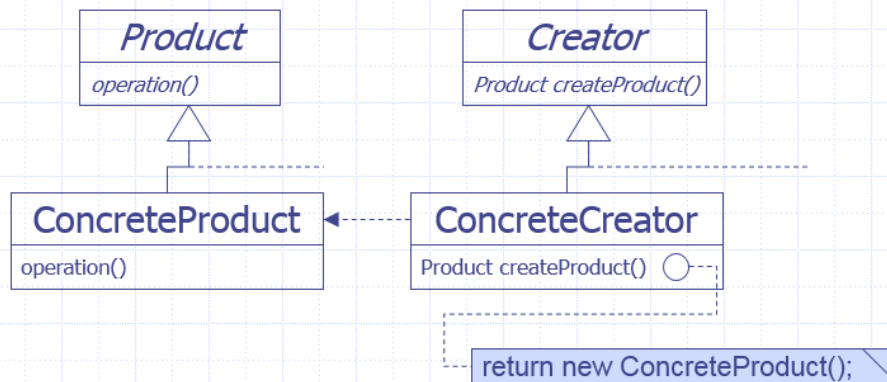 Product
operation()
Creator
Product createProduct()
ConcreteProduct
operation()
ConcreteCreator
Product createProduct()
return new ConcreteProduct();